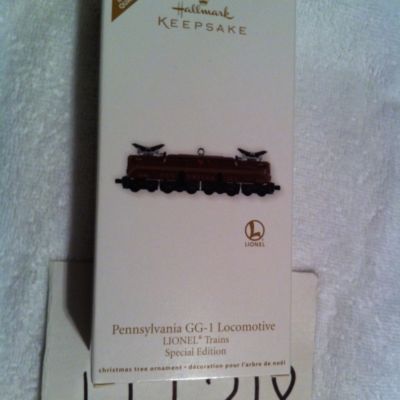 Hallmark
KEEPSAKE
L
LIONEL
Pennsylvania GG-1 Locomotive
LIONEL® Trains
Special Edition
christmas tree ornament • décoration pour l'arbre de noël